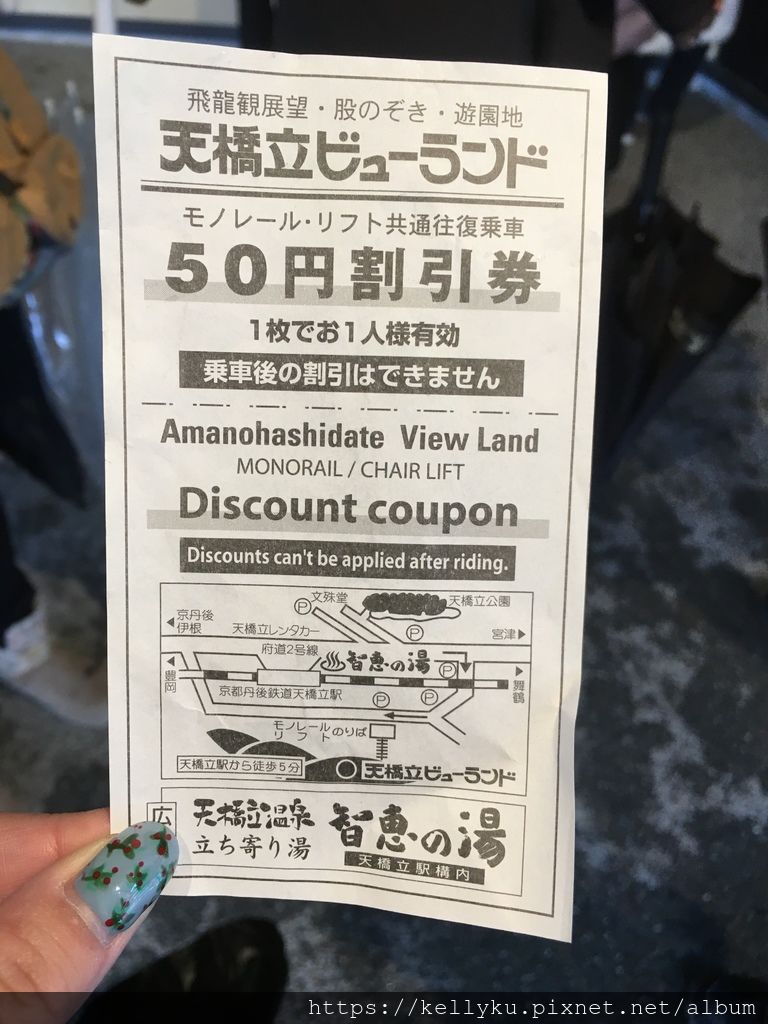 飛龍観展望・股のぞき・遊園地
天橋立ビューランド
モノレール・リフト共通往復乗車
50円割引券
1枚でお1人様有効
乗車後の割引はできません
Amanohashidate View Land
MONORAIL / CHAIR LIFT
Discount coupon
Discounts can't be applied after riding.
文殊堂
P
天橋立公園
京丹後
伊根
天橋立レンタカー
P
宮津
府道2号線
智恵の湯
P
豊岡
舞鶴
京都丹後鉄道天橋立駅
P
P
モノレール
リフト
のりば
天橋立駅から徒歩5分
天橋立ビューランド
広
天橋立温泉
立ち寄り湯
智恵の湯
天橋立駅構内
https://kellyku.pixnet.net/album